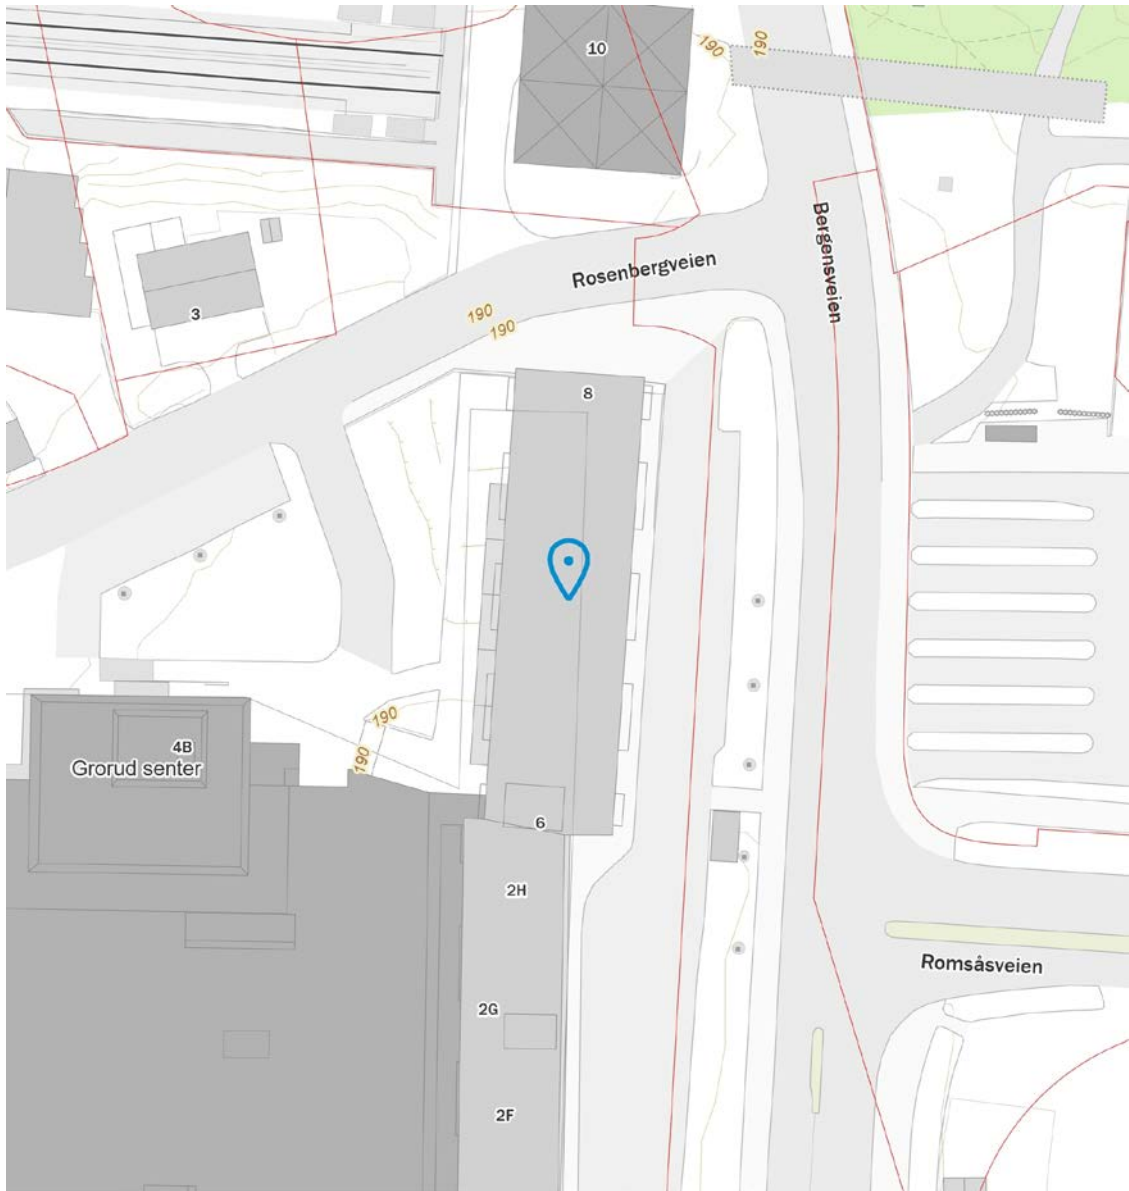 10
190
190
Bergensveien
Rosenbergveien
3
190
190
8
190
4B
190
Grorud senter
6
2H
Romsåsveien
2G
2F